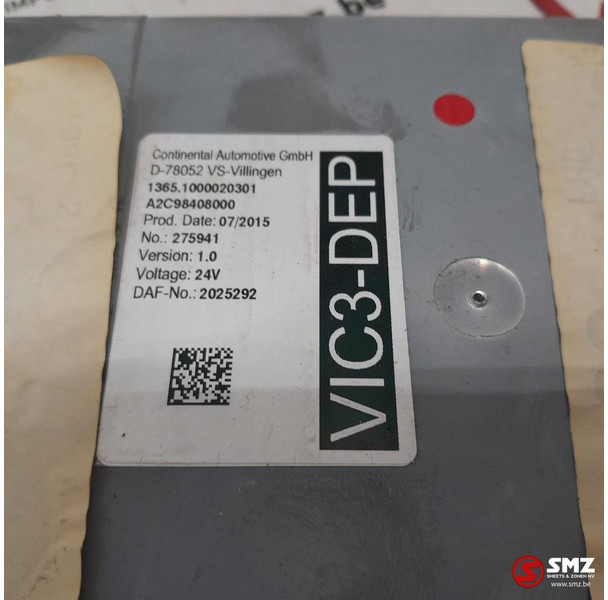 Continental Automotive GmbH
D-78052 VS-Villingen
1365.1000020301
A2C98408000
Prod. Date: 07/2015
No.: 275941
Version: 1.0
Voltage: 24V
DAF-No.: 2025292
VIC3-DEP
SMZ
SMEETS & ZONEN NV
www.smz.be